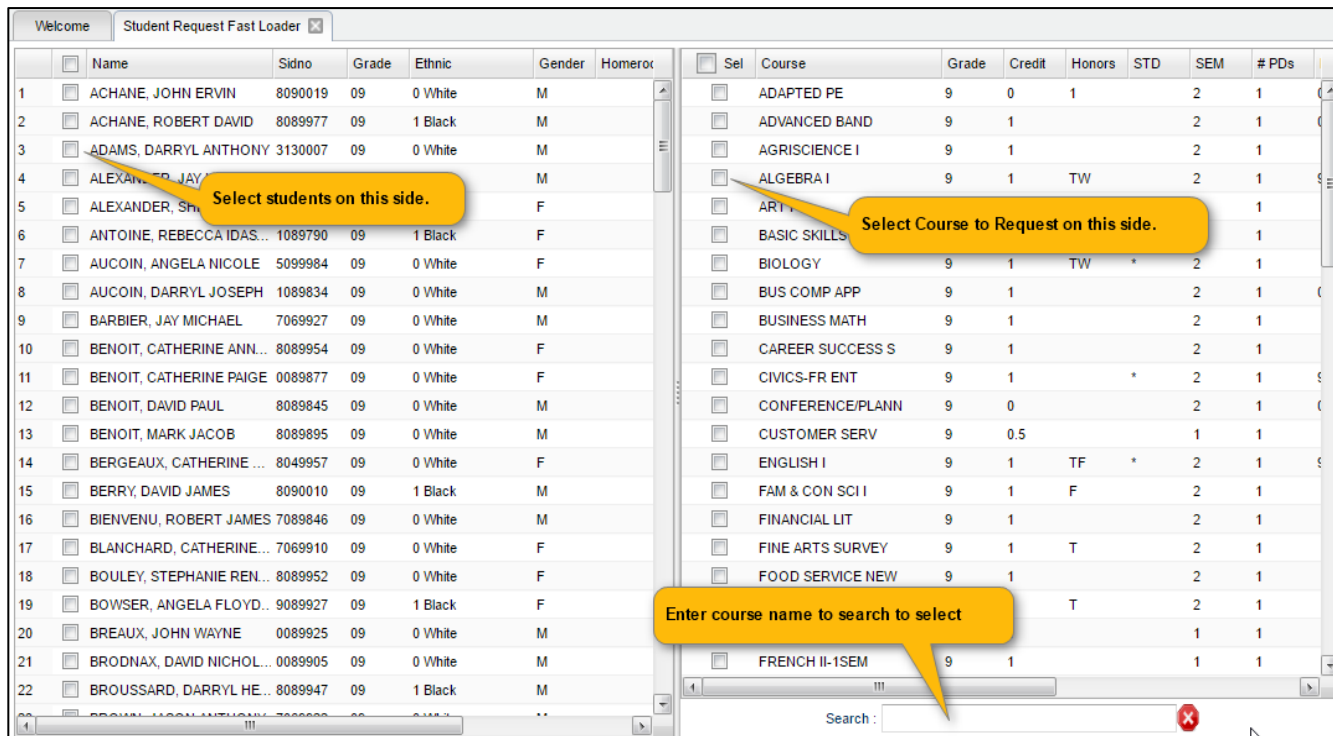 Welcome Student Request Fast Loader
Name Sidno Grade Ethnic Gender Sel Course Grade Credit Honors STD SEM # PDs
1 ACHANE, JOHN ERVIN 8090019 09 0 White M ADAPTED PE 9 0 1 2 1
2 ACHANE, ROBERT DAVID 8089977 09 1 Black M ADVANCED BAND 9 1 2 1
3 ADAMS, DARRYL ANTHONY 3130007 09 0 White M AGRISCIENCE I 9 1 2 1
4 JAY M ALGEBRA I 9 1 TW 2 1
Select students on this side.
5 ALEXANDER, F ART 1
Select Course to Request on this side.
6 ANTOINE, REBECCA IDAS... 1089790 09 1 Black F BASIC SKILLS 1
7 AUCOIN, ANGELA NICOLE 5099984 09 0 White F BIOLOGY 9 1 TW * 2 1
8 AUCOIN, DARRYL JOSEPH 1089834 09 0 White M BUS COMP APP 9 1 2 1
9 BARBIER, JAY MICHAEL 7069927 09 0 White M BUSINESS MATH 9 1 2 1
10 BENOIT, CATHERINE ANN... 8089954 09 0 White F CAREER SUCCESS S 9 1 2 1
11 BENOIT, CATHERINE PAIGE 0089877 09 0 White F CIVICS-FR ENT 9 1 * 2 1
12 BENOIT, DAVID PAUL 8089845 09 0 White M CONFERENCE/PLANN 9 0 2 1
13 BENOIT, MARK JACOB 8089895 09 0 White M CUSTOMER SERV 9 0.5 1 1
14 BERGEAUX, CATHERINE ... 8049957 09 0 White F ENGLISH I 9 1 TF * 2 1
15 BERRY, DAVID JAMES 8090010 09 1 Black M FAM & CON SCI I 9 1 F 2 1
16 BIENVENU, ROBERT JAMES 7089846 09 0 White M FINANCIAL LIT 9 1 2 1
17 BLANCHARD, CATHERINE... 7069910 09 0 White F FINE ARTS SURVEY 9 1 T 2 1
18 BOULEY, STEPHANIE REN... 8089952 09 0 White F FOOD SERVICE NEW 9 1 2 1
19 BOWSER, ANGELA FLOYD.. 9089927 09 1 Black F T 2 1
Enter course name to search to select
20 BREAUX, JOHN WAYNE 0089925 09 0 White M 1 1
21 BRODNAX, DAVID NICHOL... 0089905 09 0 White M FRENCH II-1SEM 9 1 1 1
22 BROUSSARD, DARRYL HE... 8089947 09 1 Black M
Search :